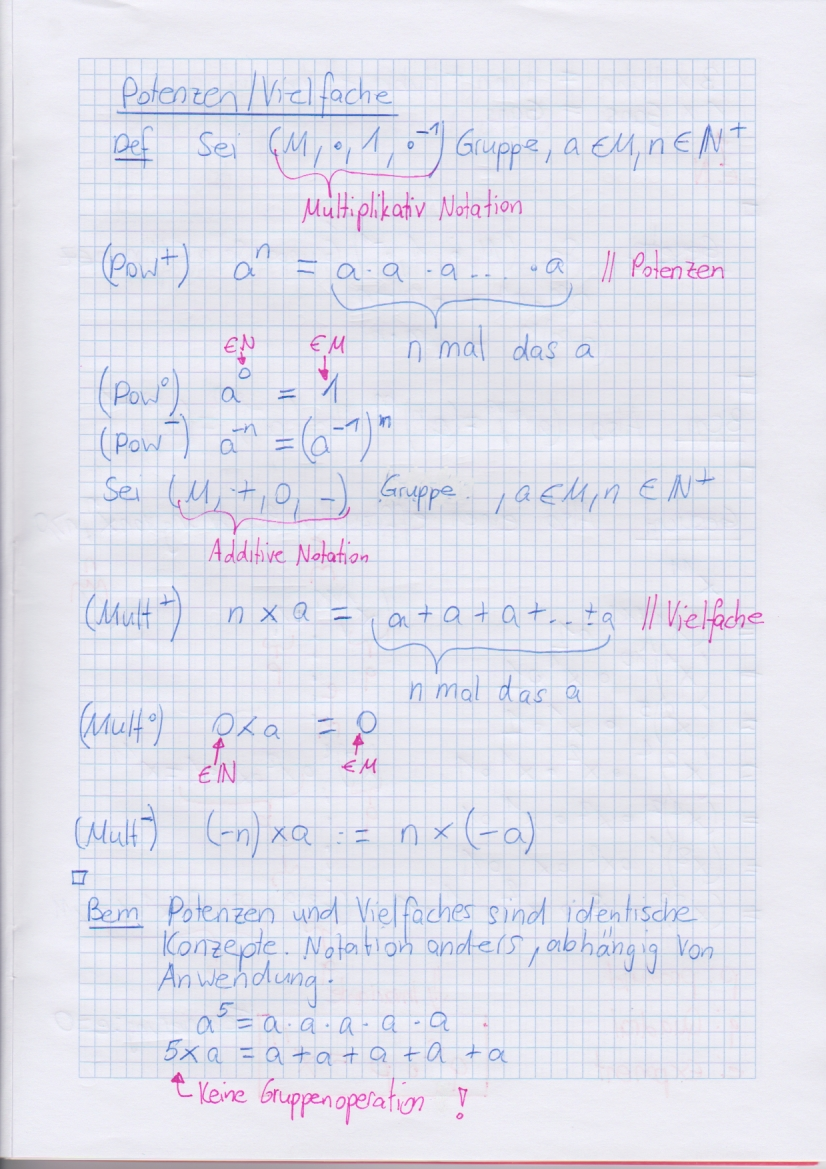 Potenzen/Vielfache
Def Sei (M, ∘, 1, ∘⁻¹) Gruppe, a ∈ M, n ∈ ℕ⁺
Multiplikativ Notation
(Pow⁺) aⁿ = a · a · a ... · a // Potenzen
n mal das a
∈ℕ ∈M
(Pow⁰) a⁰ = 1
(Pow⁻) a⁻ⁿ = (a⁻¹)ⁿ
Sei (M, +, 0, −) Gruppe. , a ∈ M, n ∈ ℕ⁺
Additive Notation
(Mult⁺) n × a = a + a + a + ... + a // Vielfache
n mal das a
(Mult⁰) 0 × a = 0
∈ℕ ∈M
(Mult⁻) (−n) × a := n × (−a)
Bem Potenzen und Vielfaches sind identische
Konzepte. Notation anders, abhängig von
Anwendung.
a⁵ = a · a · a · a · a
5 × a = a + a + a + a + a
Keine Gruppenoperation !